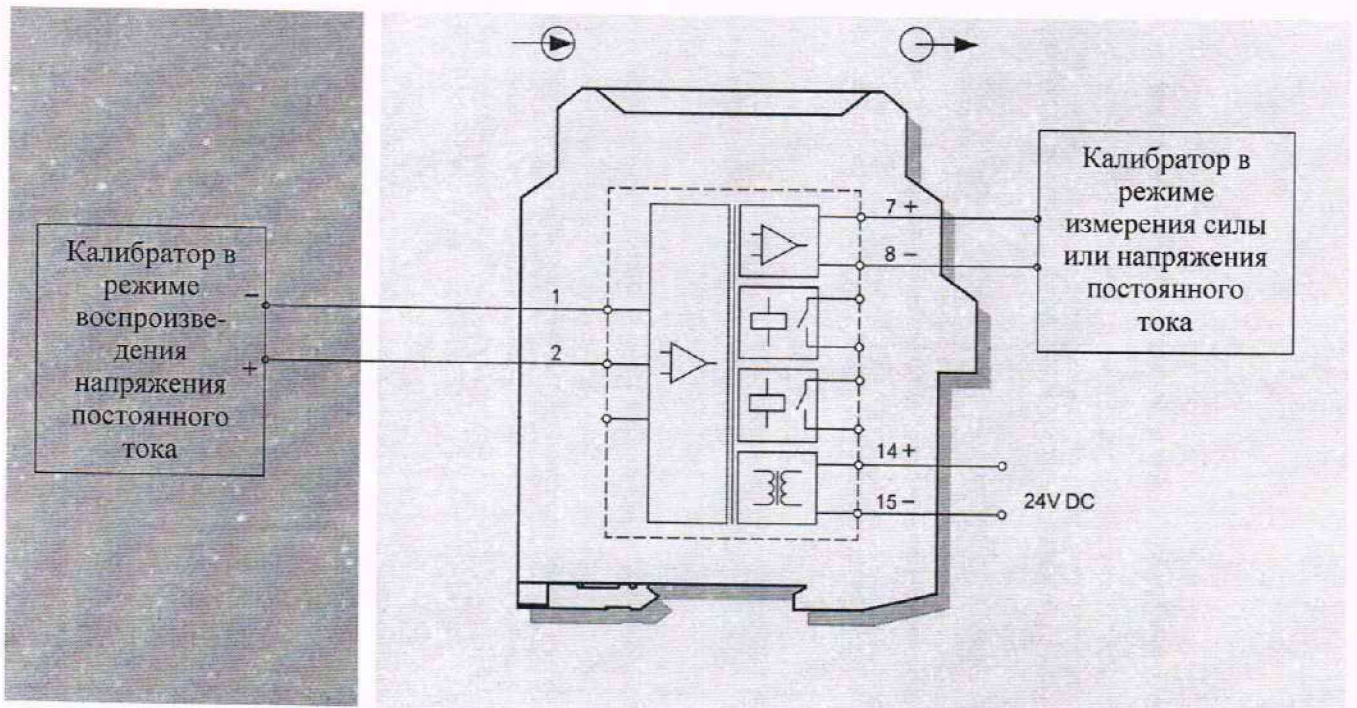 Калибратор в
режиме
воспроизве-
дения
напряжения
постоянного
тока
−
+
1
2
7 +
8 −
14 +
15 −
24V DC
Калибратор в
режиме
измерения силы
или напряжения
постоянного
тока